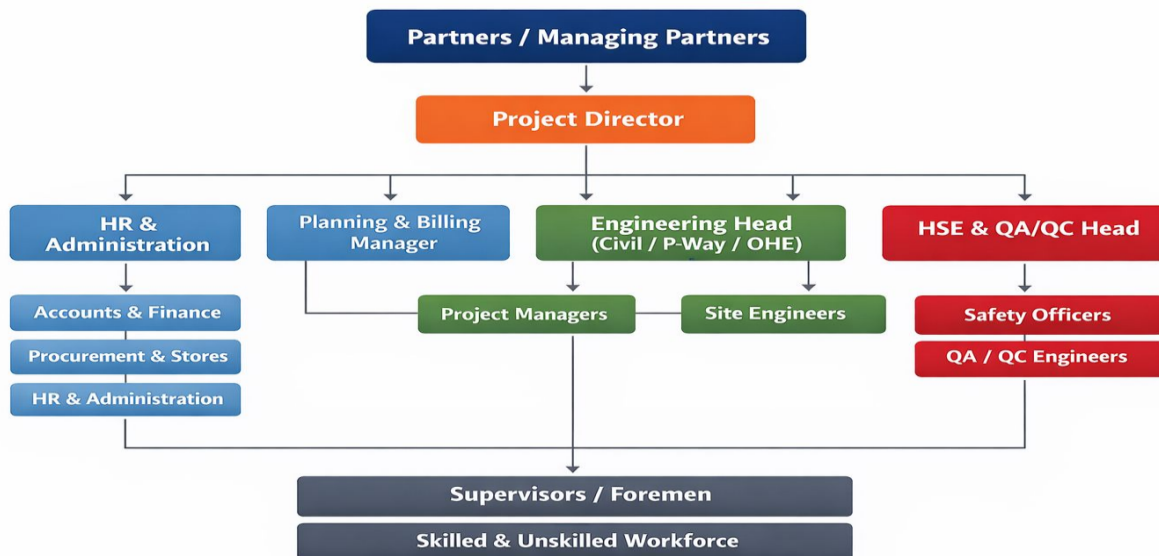 Partners / Managing Partners
Project Director
HR &
Administration
Planning & Billing
Manager
Engineering Head
(Civil / P-Way / OHE)
HSE & QA/QC Head
Accounts & Finance
Procurement & Stores
HR & Administration
Project Managers
Site Engineers
Safety Officers
QA / QC Engineers
Supervisors / Foremen
Skilled & Unskilled Workforce